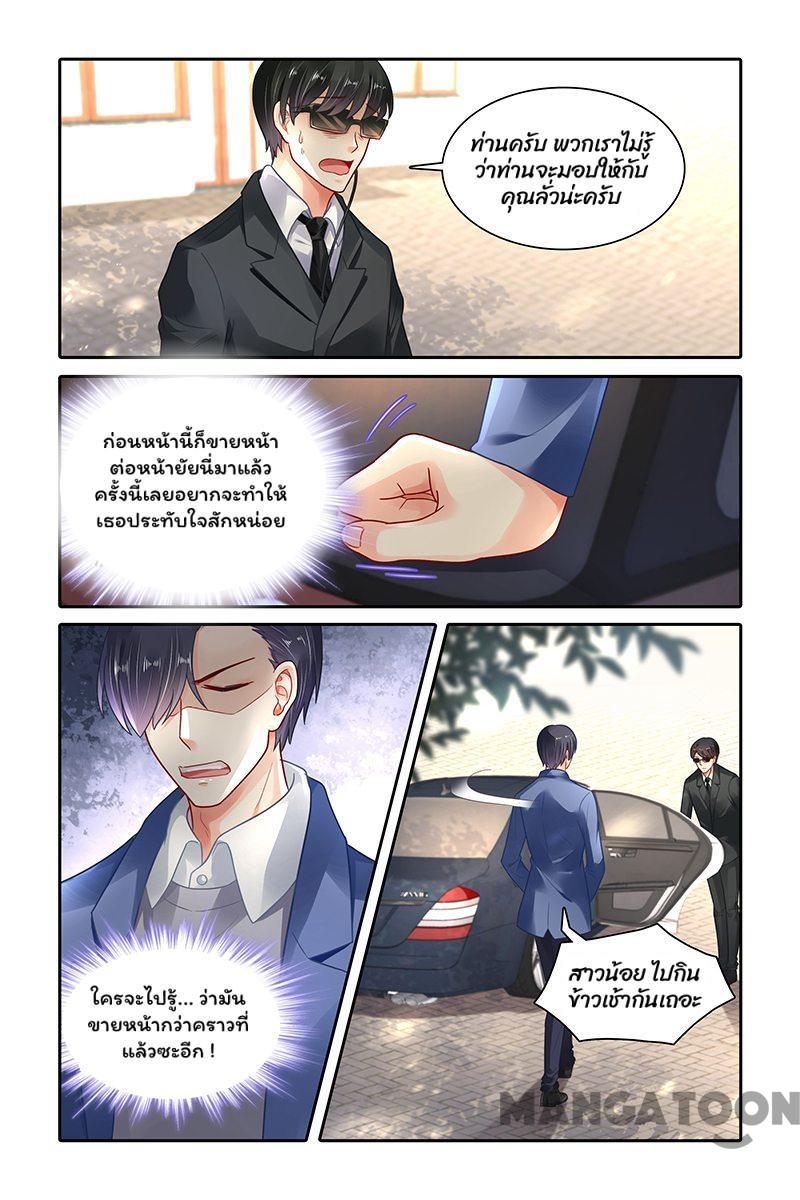 ท่านครับ พวกเราไม่รู้
ว่าท่านจะมอบให้กับ
คุณลั่วน่ะครับ
ก่อนหน้านี้ก็ขายหน้า
ต่อหน้ายัยนี่มาแล้ว
ครั้งนี้เลยอยากจะทำให้
เธอประทับใจสักหน่อย
ใครจะไปรู้... ว่ามัน
ขายหน้ากว่าคราวที่
แล้วซะอีก !
สาวน้อย ไปกิน
ข้าวเช้ากันเถอะ
MANGATOON